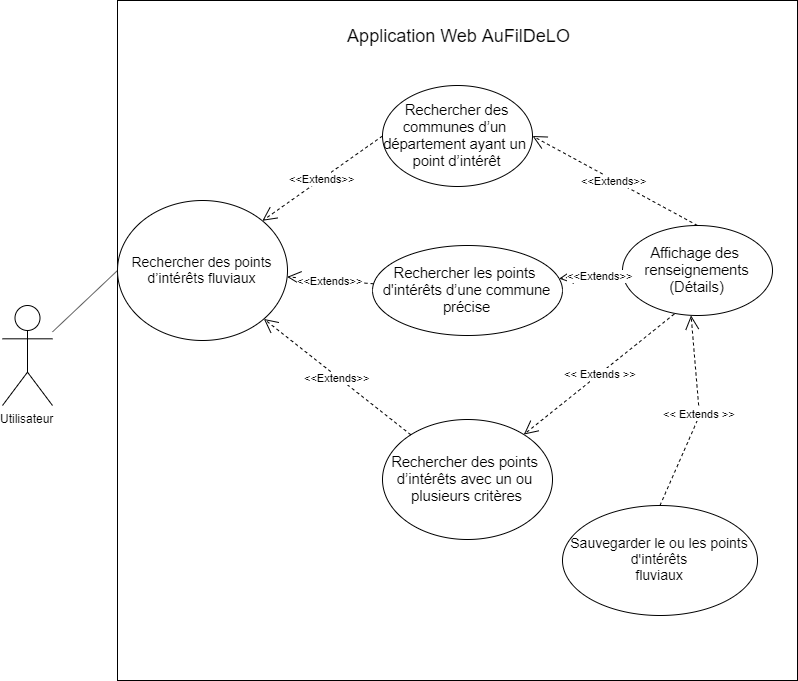 Application Web AuFilDeLO
Rechercher des
communes d’un
département ayant un
point d’intérêt
<<Extends>>
<<Extends>>
Rechercher des points
d’intérêts fluviaux
Affichage des
renseignements
(Détails)
<<Extends>>
Rechercher les points
d'intérêts d’une commune
précise
<<Extends>>
<<Extends>>
<< Extends >>
<< Extends >>
Utilisateur
Rechercher des points
d’intérêts avec un ou
plusieurs critères
Sauvegarder le ou les points
d'intérêts
fluviaux